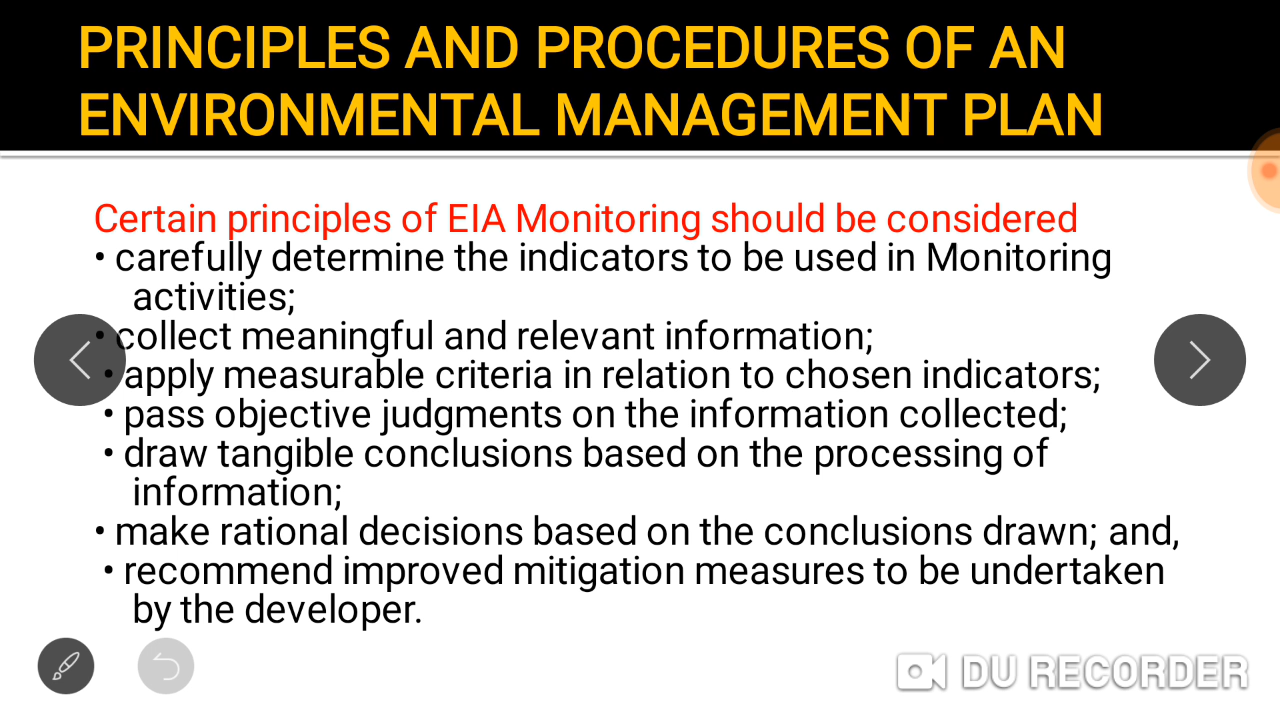 PRINCIPLES AND PROCEDURES OF AN
ENVIRONMENTAL MANAGEMENT PLAN
Certain principles of EIA Monitoring should be considered
• carefully determine the indicators to be used in Monitoring
activities;
• collect meaningful and relevant information;
• apply measurable criteria in relation to chosen indicators;
• pass objective judgments on the information collected;
• draw tangible conclusions based on the processing of
information;
• make rational decisions based on the conclusions drawn; and,
• recommend improved mitigation measures to be undertaken
by the developer.
DU RECORDER